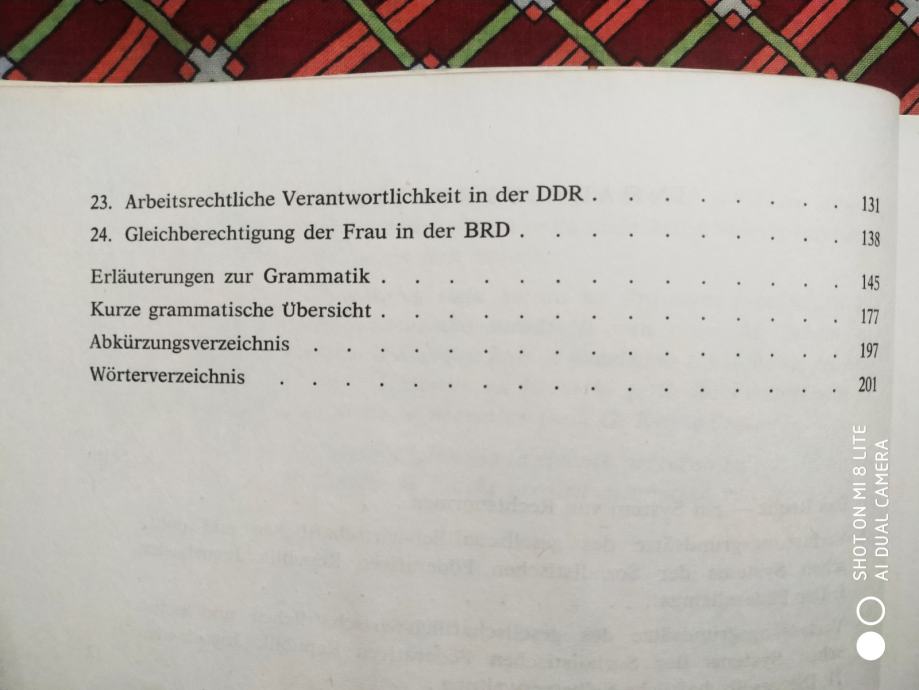 23. Arbeitsrechtliche Verantwortlichkeit in der DDR . . . . . . . . 131
24. Gleichberechtigung der Frau in der BRD . . . . . . . . . . . 138
Erläuterungen zur Grammatik . . . . . . . . . . . . . . . 145
Kurze grammatische Übersicht . . . . . . . . . . . . . . . 177
Abkürzungsverzeichnis . . . . . . . . . . . . . . . . . 197
Wörterverzeichnis . . . . . . . . . . . . . . . . . . 201
SHOT ON MI 8 LITE
AI DUAL CAMERA